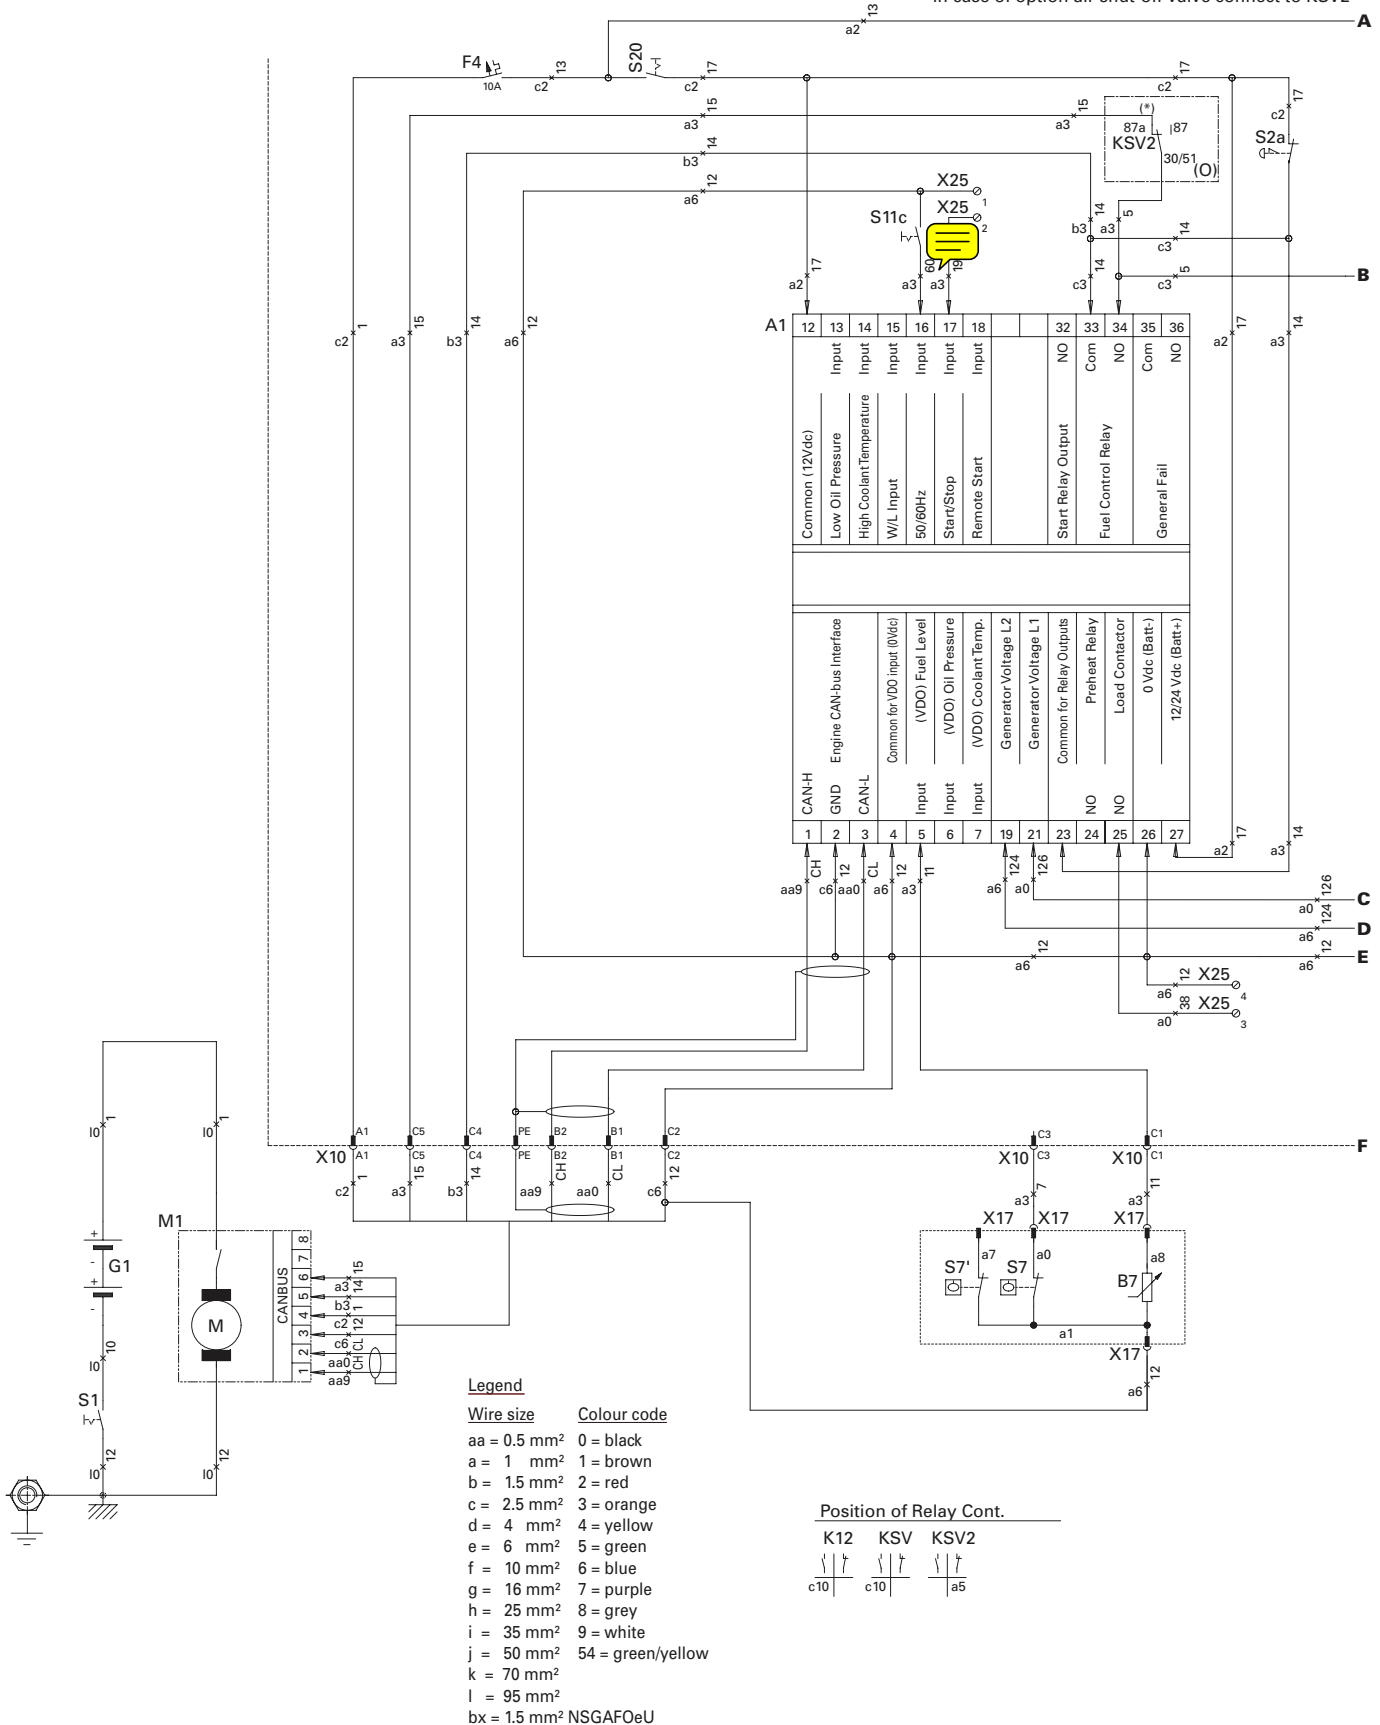 13
a2
A
F4
10A
13
c2
S20
17
c2
17
c2
17
c2
15
a3
15
a3
(*)
87a
87
KSV2
30/51
(O)
S2a
14
b3
12
a6
X25
1
X25
2
S11c
14
b3
5
a3
14
c3
17
a2
60
a3
19
a3
14
c3
5
c3
B
1
c2
15
a3
14
b3
12
a6
17
a2
14
a3
A1
12 13 14 15 16 17 18 32 33 34 35 36
Input Input Input Input Input Input NO Com NO Com NO
Common (12Vdc)
Low Oil Pressure
High Coolant Temperature
W/L Input
50/60Hz
Start/Stop
Remote Start
Start Relay Output
Fuel Control Relay
General Fail
Engine CAN-bus Interface
Common for VDO input (0Vdc)
(VDO) Fuel Level
(VDO) Oil Pressure
(VDO) Coolant Temp.
Generator Voltage L2
Generator Voltage L1
Common for Relay Outputs
Preheat Relay
Load Contactor
0 Vdc (Batt-)
12/24 Vdc (Batt+)
CAN-H GND CAN-L Input Input Input NO NO
1 2 3 4 5 6 7 19 21 23 24 25 26 27
17
a2
14
a3
CH
aa9
12
c6
CL
aa0
12
a6
11
a3
124
a6
126
a0
126
a0
C
124
a6
D
12
a6
12
a6
E
12
a6
X25
4
38
a0
X25
3
1
l0
1
l0
A1 C5 C4 PE B2 B1 C2 C3 C1
F
X10
A1 C5 C4 PE B2 B1 C2
X10
C3
X10
C1
1
c2
15
a3
14
b3
CH
aa9
CL
aa0
12
c6
7
a3
11
a3
M1
X17 X17 X17
+
-
G1
+
-
S7'
a7
S7
a0
B7
a8
a1
X17
12
a6
CANBUS
8
7
6
5
4
3
2
1
15
a3
14
b3
1
c2
12
c6
CL
aa0
CH
aa9
M
10
l0
S1
12
l0
12
l0
Legend
Wire size Colour code
aa = 0.5 mm² 0 = black
a = 1 mm² 1 = brown
b = 1.5 mm² 2 = red
c = 2.5 mm² 3 = orange
d = 4 mm² 4 = yellow
e = 6 mm² 5 = green
f = 10 mm² 6 = blue
g = 16 mm² 7 = purple
h = 25 mm² 8 = grey
i = 35 mm² 9 = white
j = 50 mm² 54 = green/yellow
k = 70 mm²
l = 95 mm²
bx = 1.5 mm² NSGAFOeU
Position of Relay Cont.
K12 KSV KSV2
c10 c10 a5